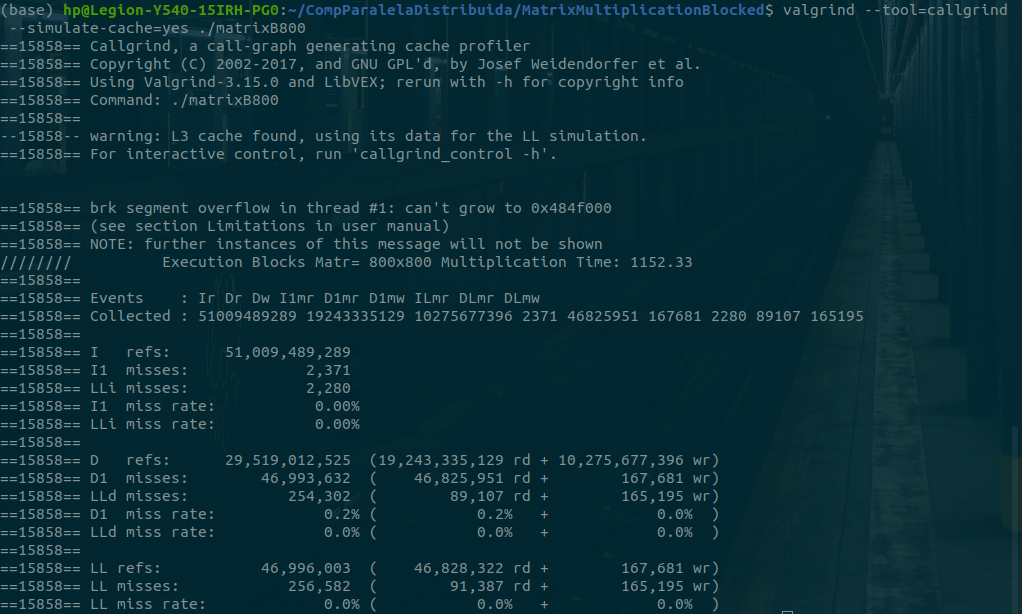 (base) hp@Legion-Y540-15IRH-PG0:~/CompParalelaDistribuida/MatrixMultiplicationBlocked$ valgrind --tool=callgrind
--simulate-cache=yes ./matrixB800
==15858== Callgrind, a call-graph generating cache profiler
==15858== Copyright (C) 2002-2017, and GNU GPL'd, by Josef Weidendorfer et al.
==15858== Using Valgrind-3.15.0 and LibVEX; rerun with -h for copyright info
==15858== Command: ./matrixB800
==15858==
--15858-- warning: L3 cache found, using its data for the LL simulation.
==15858== For interactive control, run 'callgrind_control -h'.
==15858== brk segment overflow in thread #1: can't grow to 0x484f000
==15858== (see section Limitations in user manual)
==15858== NOTE: further instances of this message will not be shown
////////          Execution Blocks Matr= 800x800 Multiplication Time: 1152.33
==15858==
==15858== Events    : Ir Dr Dw I1mr D1mr D1mw ILmr DLmr DLmw
==15858== Collected : 51009489289 19243335129 10275677396 2371 46825951 167681 2280 89107 165195
==15858==
==15858== I   refs:      51,009,489,289
==15858== I1  misses:             2,371
==15858== LLi misses:             2,280
==15858== I1  miss rate:           0.00%
==15858== LLi miss rate:           0.00%
==15858==
==15858== D   refs:      29,519,012,525  (19,243,335,129 rd + 10,275,677,396 wr)
==15858== D1  misses:        46,993,632  (    46,825,951 rd +        167,681 wr)
==15858== LLd misses:           254,302  (        89,107 rd +        165,195 wr)
==15858== D1  miss rate:            0.2% (           0.2%   +            0.0%  )
==15858== LLd miss rate:            0.0% (           0.0%   +            0.0%  )
==15858==
==15858== LL refs:           46,996,003  (    46,828,322 rd +        167,681 wr)
==15858== LL misses:            256,582  (        91,387 rd +        165,195 wr)
==15858== LL miss rate:             0.0% (           0.0%   +            0.0%  )